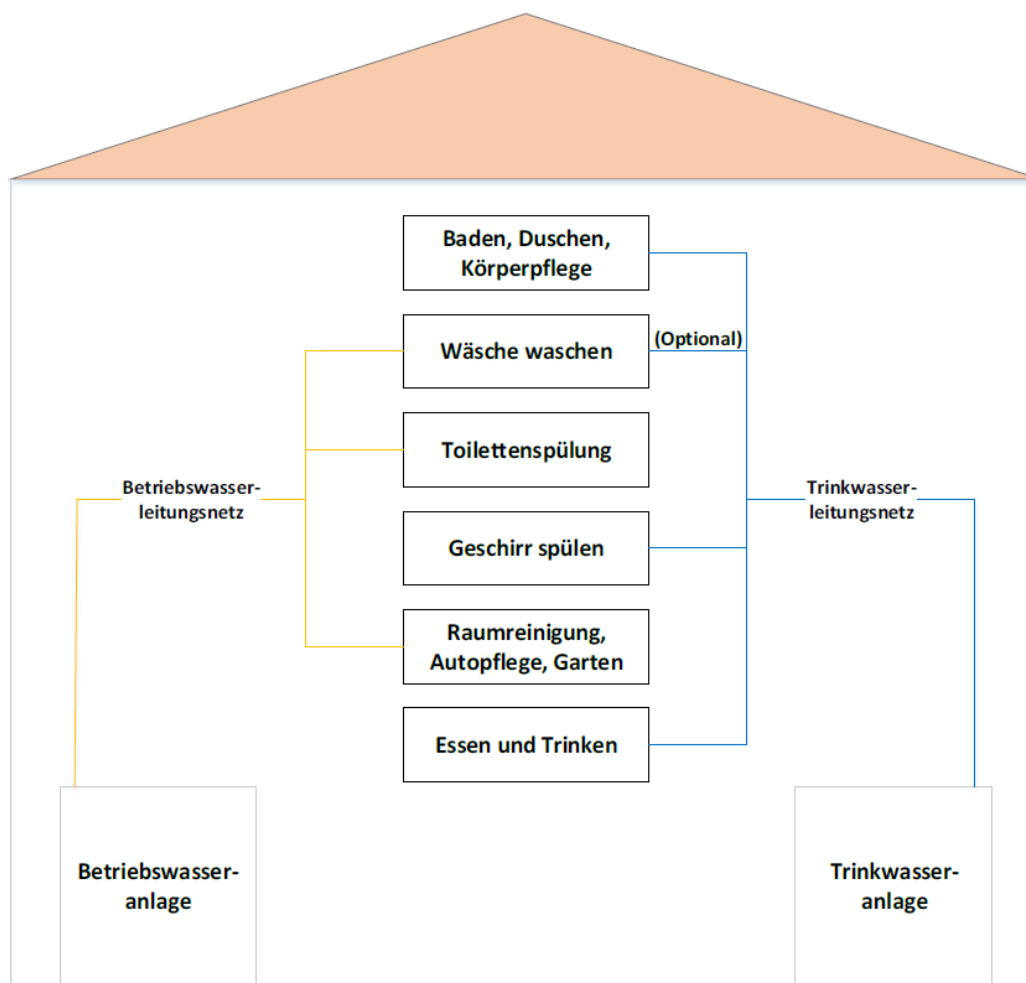 Baden, Duschen,
Körperpflege
Wäsche waschen
(Optional)
Toilettenspülung
Betriebswasser-
leitungsnetz
Trinkwasser-
leitungsnetz
Geschirr spülen
Raumreinigung,
Autopflege, Garten
Essen und Trinken
Betriebswasser-
anlage
Trinkwasser-
anlage